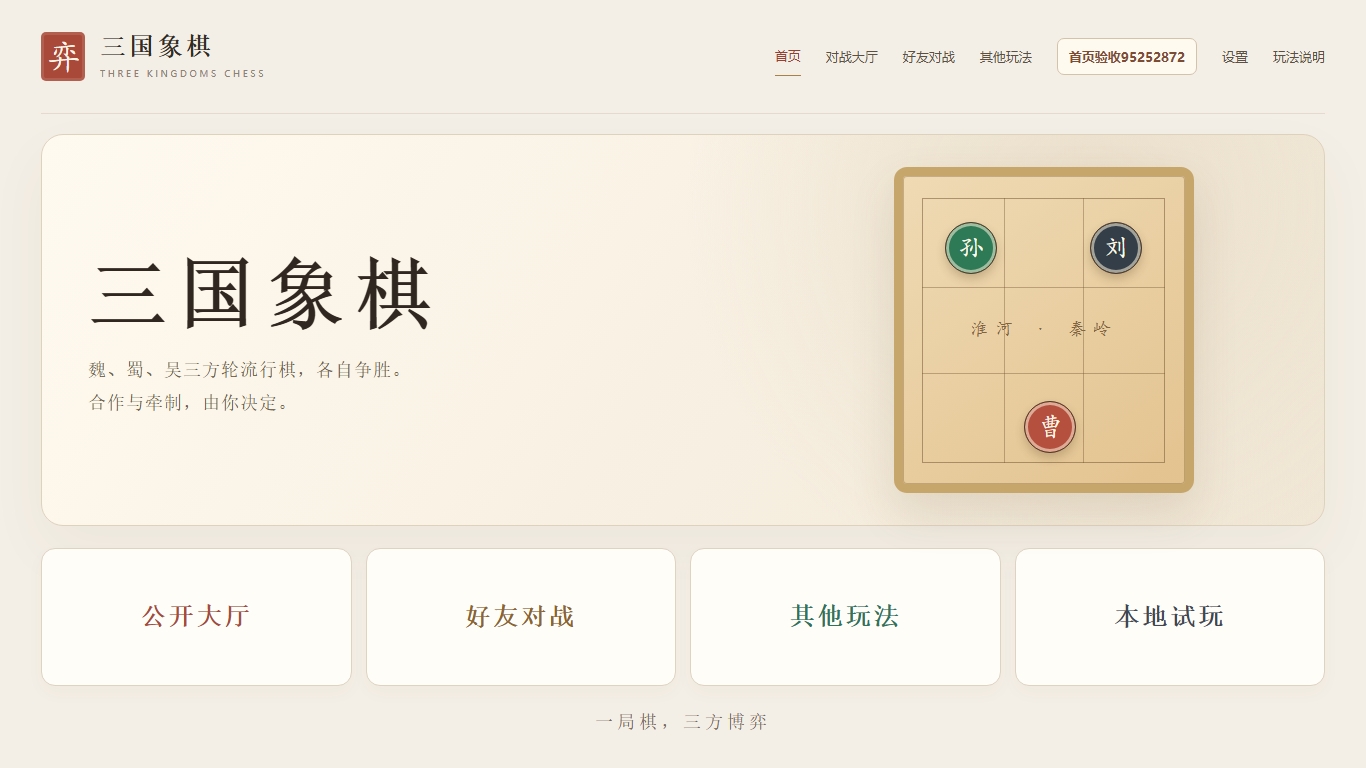 弈
三国象棋
THREE KINGDOMS CHESS
首页
对战大厅
好友对战
其他玩法
首页验收95252872
设置
玩法说明
三国象棋
魏、蜀、吴三方轮流行棋，各自争胜。
合作与牵制，由你决定。
孙
刘
淮河 · 秦岭
曹
公开大厅
好友对战
其他玩法
本地试玩
一局棋，三方博弈